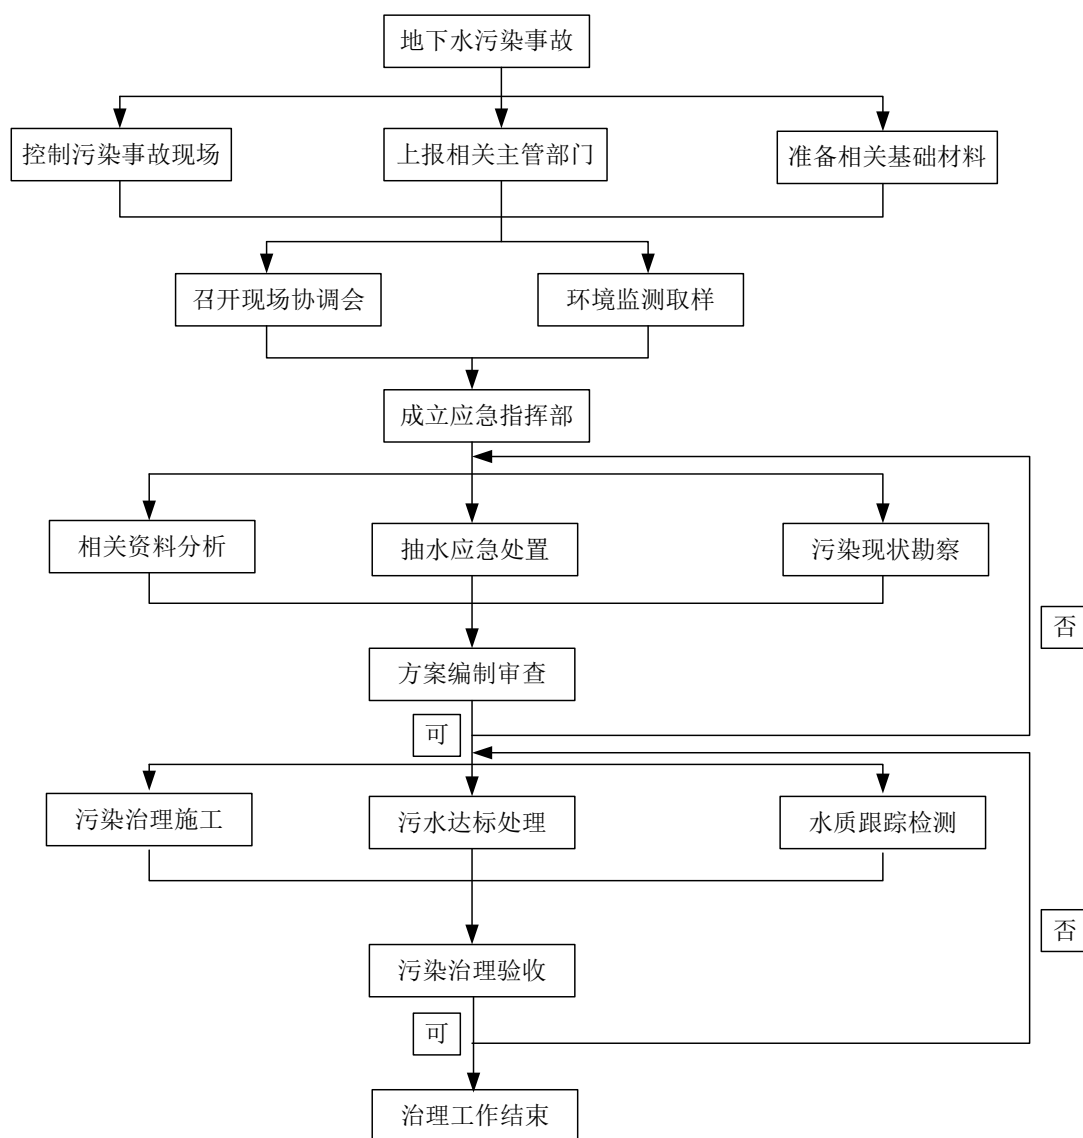 地下水污染事故
控制污染事故现场
上报相关主管部门
准备相关基础材料
召开现场协调会
环境监测取样
成立应急指挥部
相关资料分析
抽水应急处置
污染现状勘察
否
方案编制审查
可
污染治理施工
污水达标处理
水质跟踪检测
否
污染治理验收
可
治理工作结束